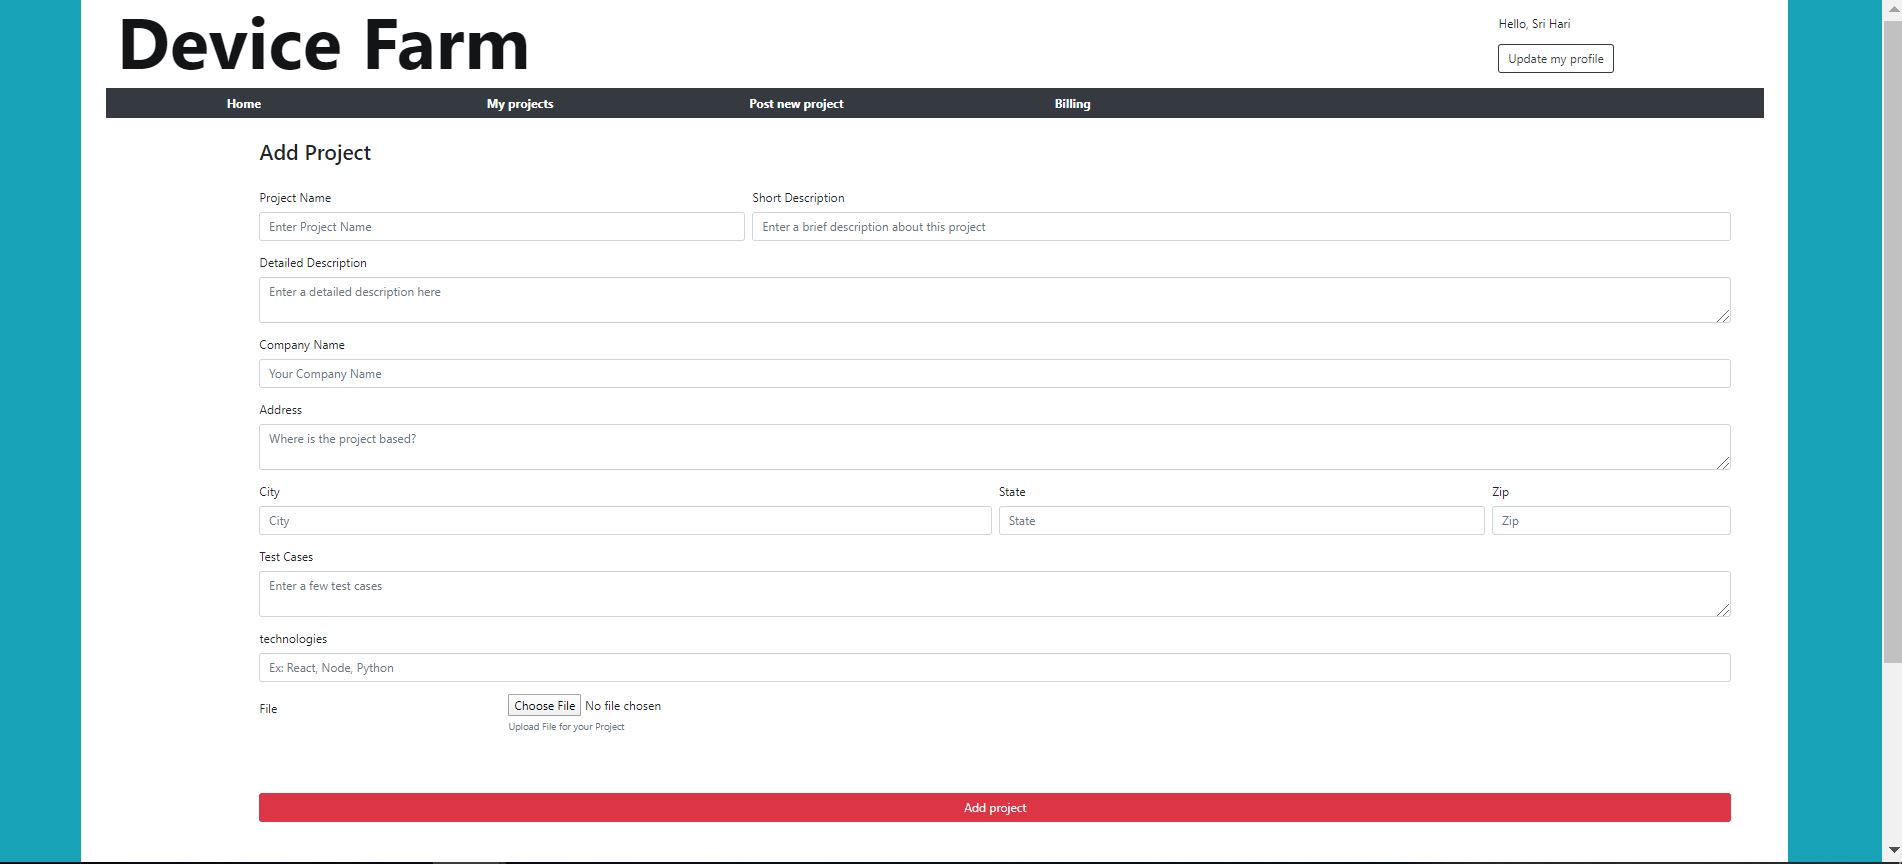 Device Farm
Hello, Sri Hari
Update my profile
Home My projects Post new project Billing
Add Project
Project Name Short Description
Enter Project Name Enter a brief description about this project
Detailed Description
Enter a detailed description here
Company Name
Your Company Name
Address
Where is the project based?
City State Zip
City State Zip
Test Cases
Enter a few test cases
technologies
Ex: React, Node, Python
File Choose File No file chosen
Upload File for your Project
Add project